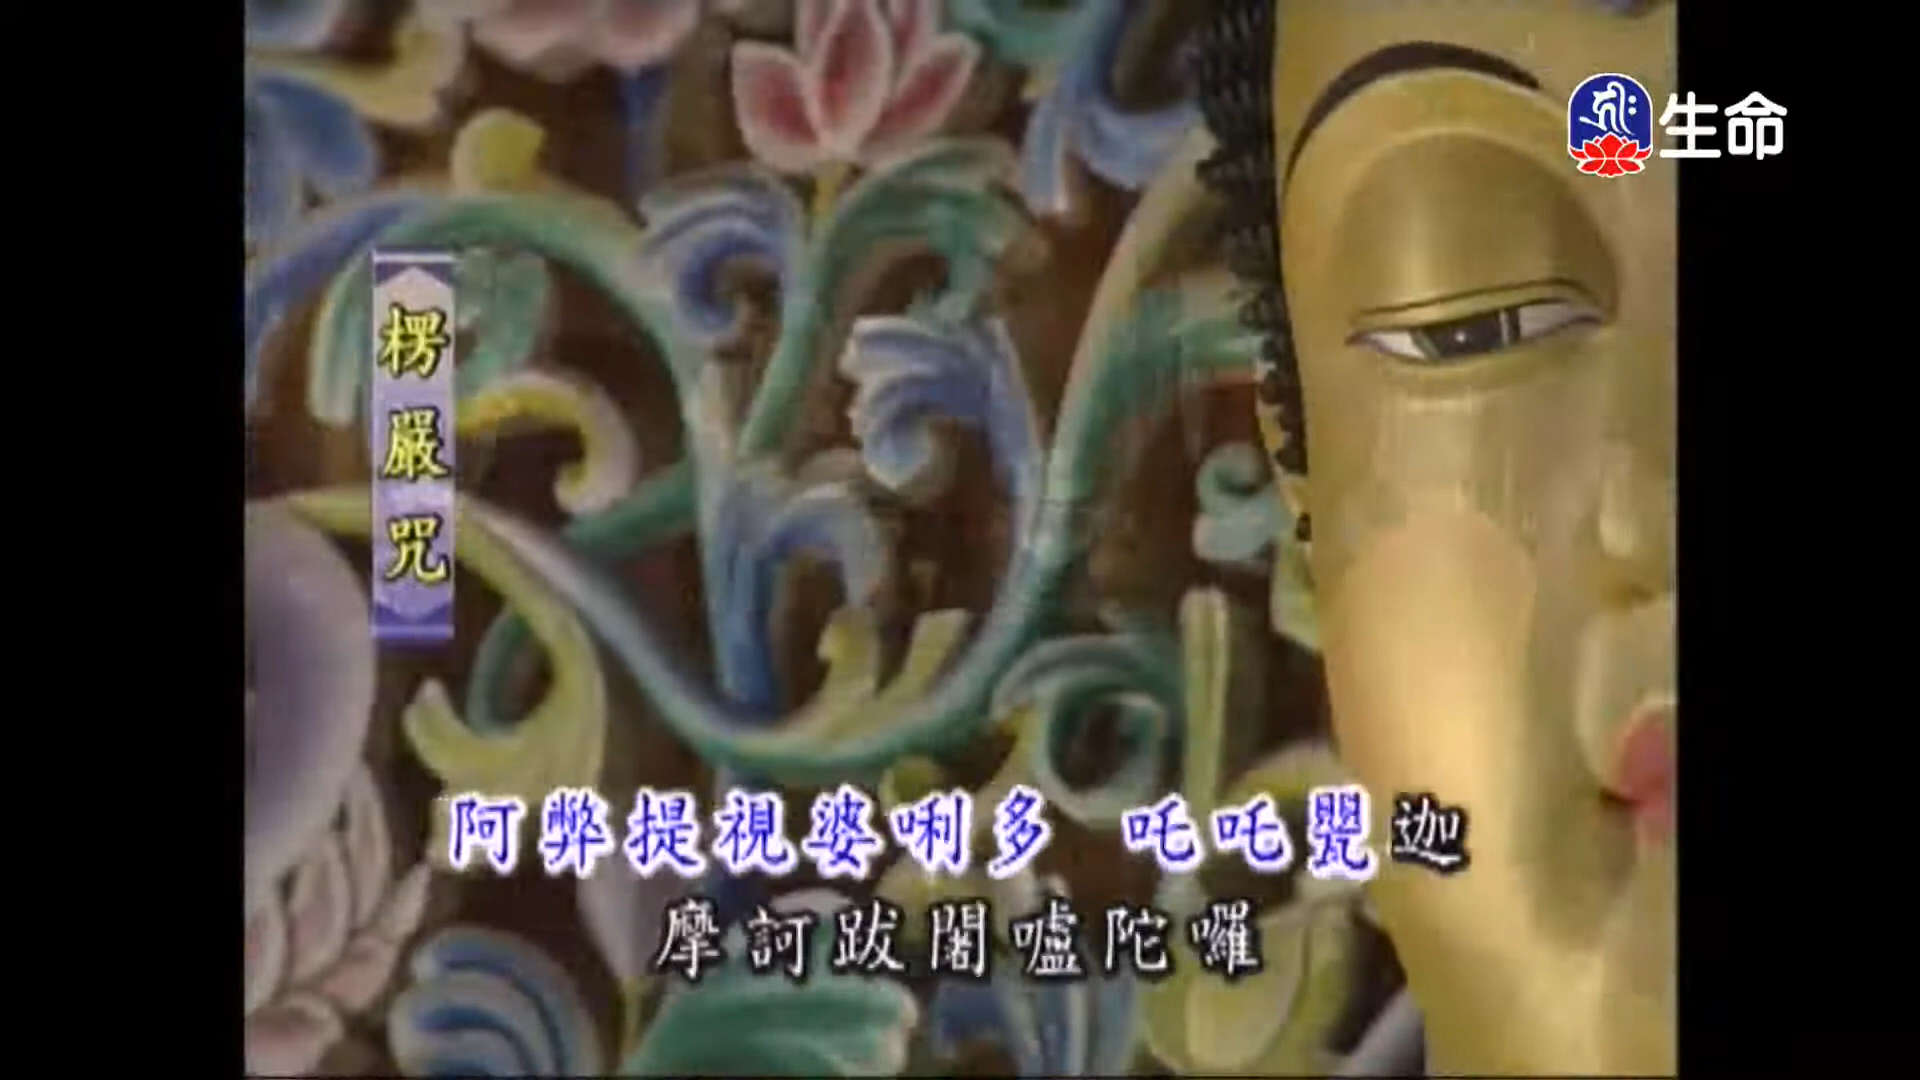 生命
楞嚴咒
阿弊提視婆唎多 吒吒甖迦
摩訶跋闍嚧陀囉